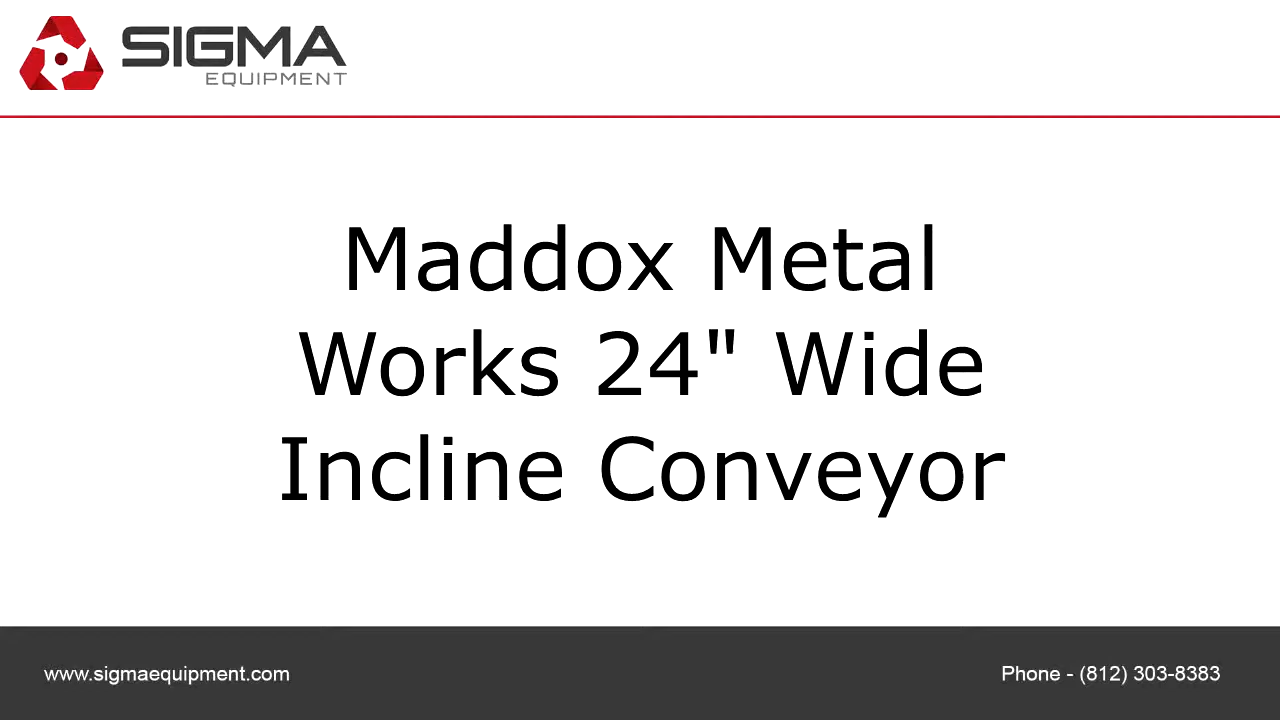 SIGMA
EQUIPMENT
Maddox Metal
Works 24" Wide
Incline Conveyor
www.sigmaequipment.com
Phone - (812) 303-8383